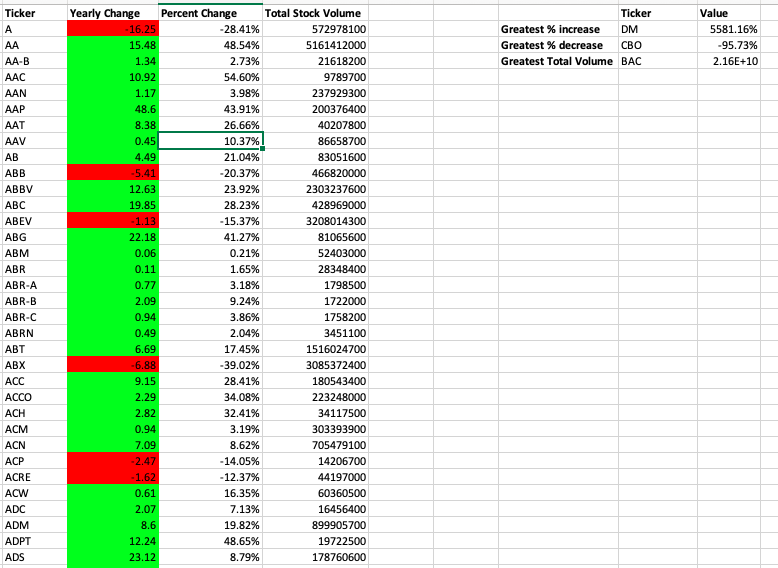 Ticker Yearly Change Percent Change Total Stock Volume Ticker Value
A -16.25 -28.41% 572978100 Greatest % increase DM 5581.16%
AA 15.48 48.54% 5161412000 Greatest % decrease CBO -95.73%
AA-B 1.34 2.73% 21618200 Greatest Total Volume BAC 2.16E+10
AAC 10.92 54.60% 9789700
AAN 1.17 3.98% 237929300
AAP 48.6 43.91% 200376400
AAT 8.38 26.66% 40207800
AAV 0.45 10.37% 86658700
AB 4.49 21.04% 83051600
ABB -5.41 -20.37% 466820000
ABBV 12.63 23.92% 2303237600
ABC 19.85 28.23% 428969000
ABEV -1.13 -15.37% 3208014300
ABG 22.18 41.27% 81065600
ABM 0.06 0.21% 52403000
ABR 0.11 1.65% 28348400
ABR-A 0.77 3.18% 1798500
ABR-B 2.09 9.24% 1722000
ABR-C 0.94 3.86% 1758200
ABRN 0.49 2.04% 3451100
ABT 6.69 17.45% 1516024700
ABX -6.88 -39.02% 3085372400
ACC 9.15 28.41% 180543400
ACCO 2.29 34.08% 223248000
ACH 2.82 32.41% 34117500
ACM 0.94 3.19% 303393900
ACN 7.09 8.62% 705479100
ACP -2.47 -14.05% 14206700
ACRE -1.62 -12.37% 44197000
ACW 0.61 16.35% 60360500
ADC 2.07 7.13% 16456400
ADM 8.6 19.82% 899905700
ADPT 12.24 48.65% 19722500
ADS 23.12 8.79% 178760600